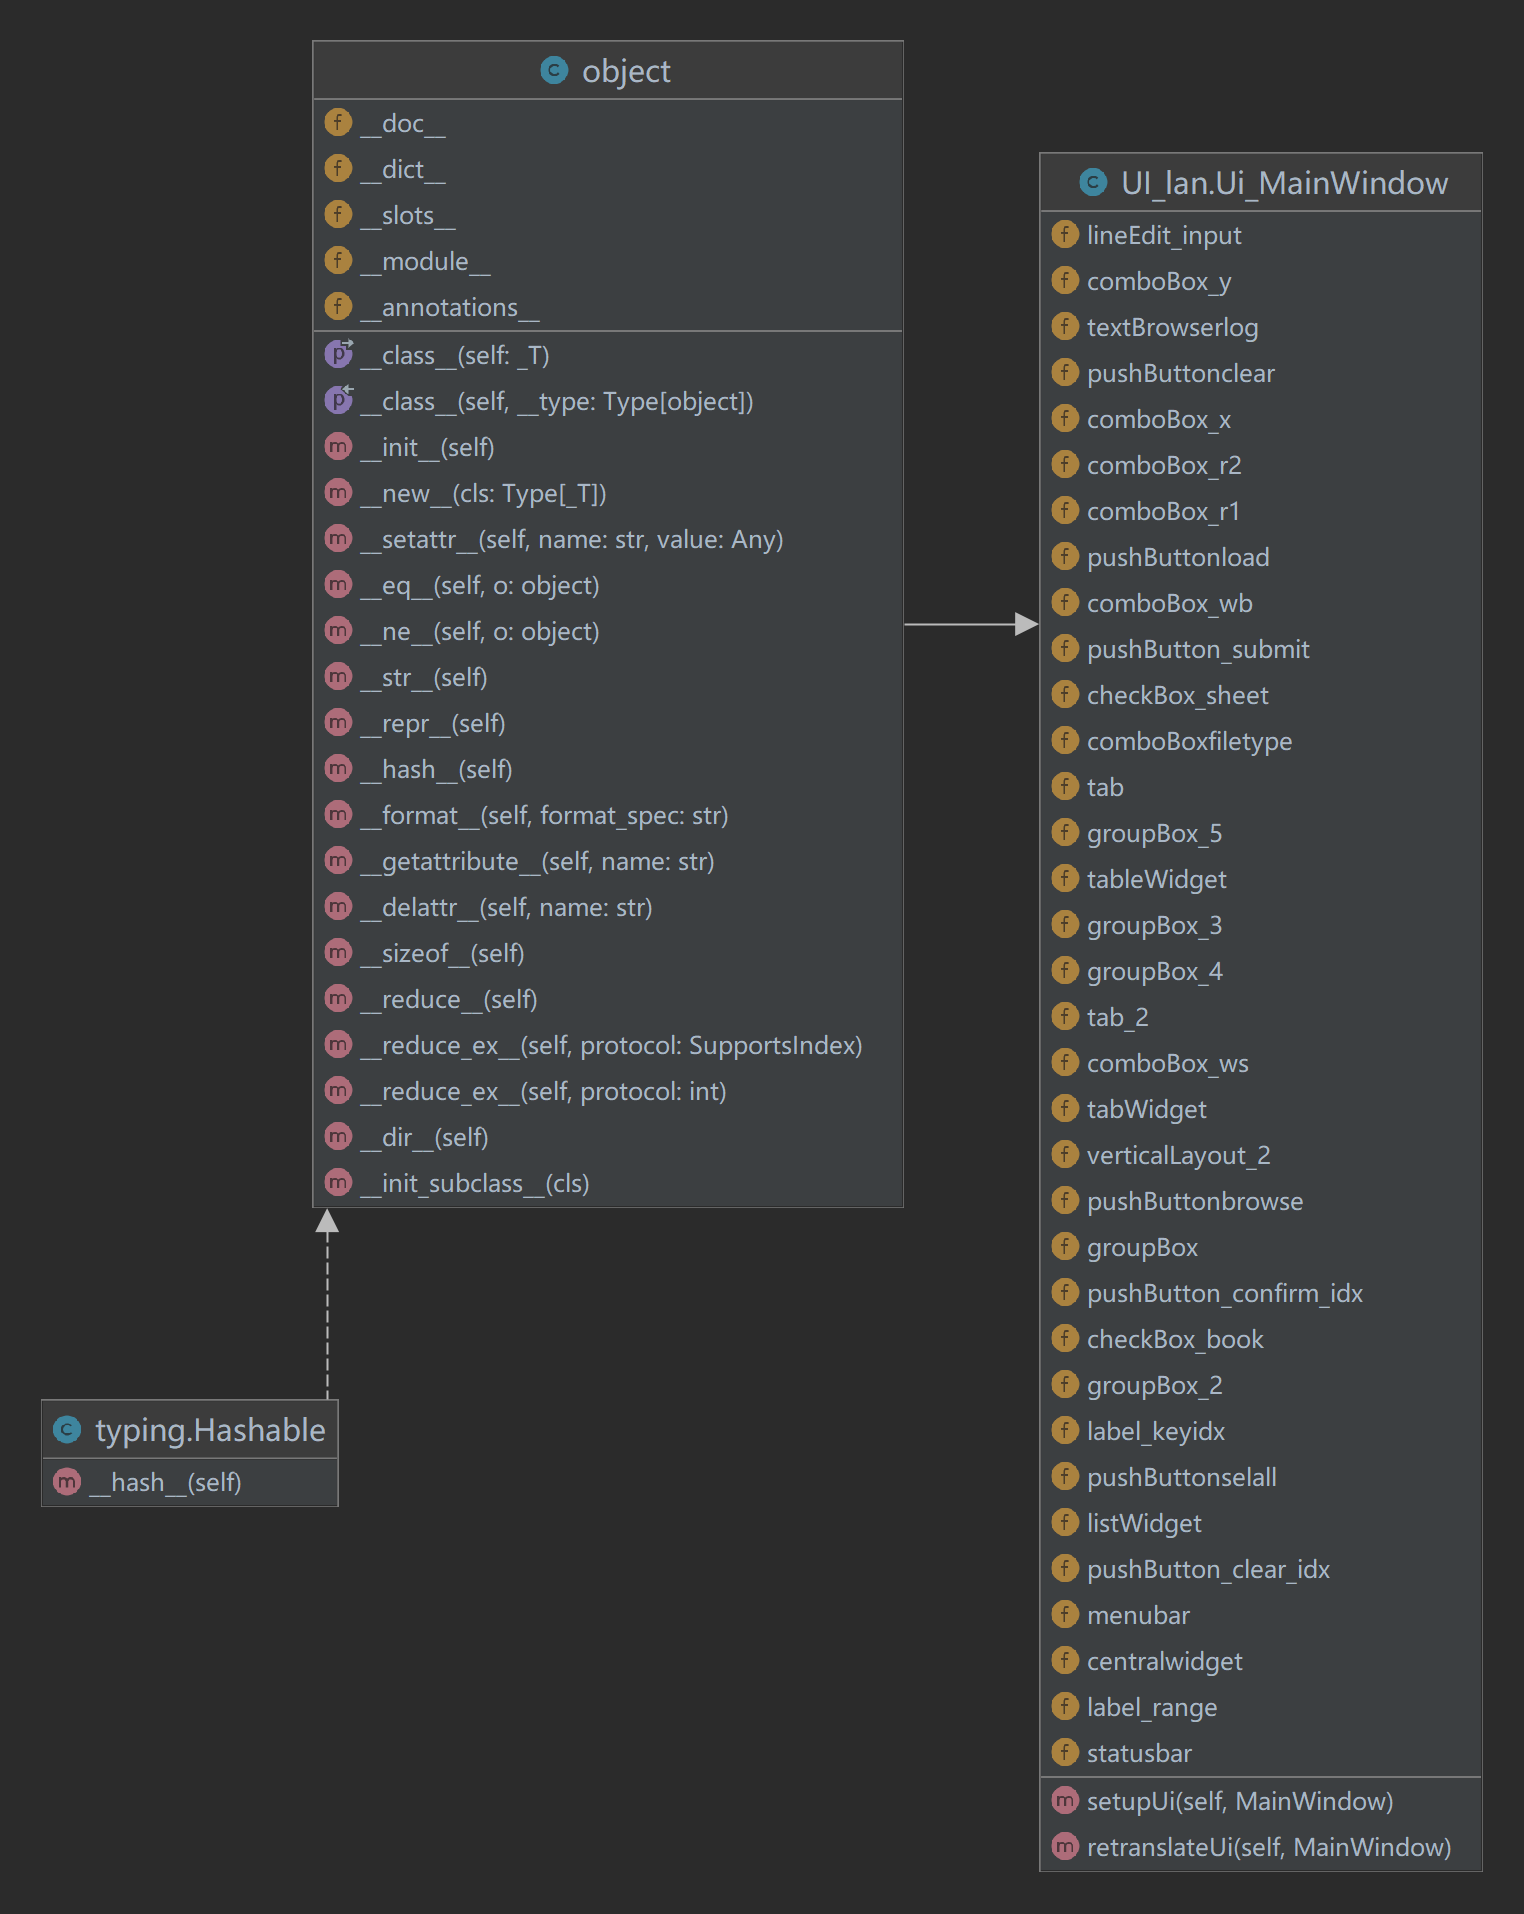 object
__doc__
__dict__
__slots__
__module__
__annotations__
__class__(self: _T)
__class__(self, __type: Type[object])
__init__(self)
__new__(cls: Type[_T])
__setattr__(self, name: str, value: Any)
__eq__(self, o: object)
__ne__(self, o: object)
__str__(self)
__repr__(self)
__hash__(self)
__format__(self, format_spec: str)
__getattribute__(self, name: str)
__delattr__(self, name: str)
__sizeof__(self)
__reduce__(self)
__reduce_ex__(self, protocol: SupportsIndex)
__reduce_ex__(self, protocol: int)
__dir__(self)
__init_subclass__(cls)
typing.Hashable
__hash__(self)
UI_lan.Ui_MainWindow
lineEdit_input
comboBox_y
textBrowserlog
pushButtonclear
comboBox_x
comboBox_r2
comboBox_r1
pushButtonload
comboBox_wb
pushButton_submit
checkBox_sheet
comboBoxfiletype
tab
groupBox_5
tableWidget
groupBox_3
groupBox_4
tab_2
comboBox_ws
tabWidget
verticalLayout_2
pushButtonbrowse
groupBox
pushButton_confirm_idx
checkBox_book
groupBox_2
label_keyidx
pushButtonselall
listWidget
pushButton_clear_idx
menubar
centralwidget
label_range
statusbar
setupUi(self, MainWindow)
retranslateUi(self, MainWindow)